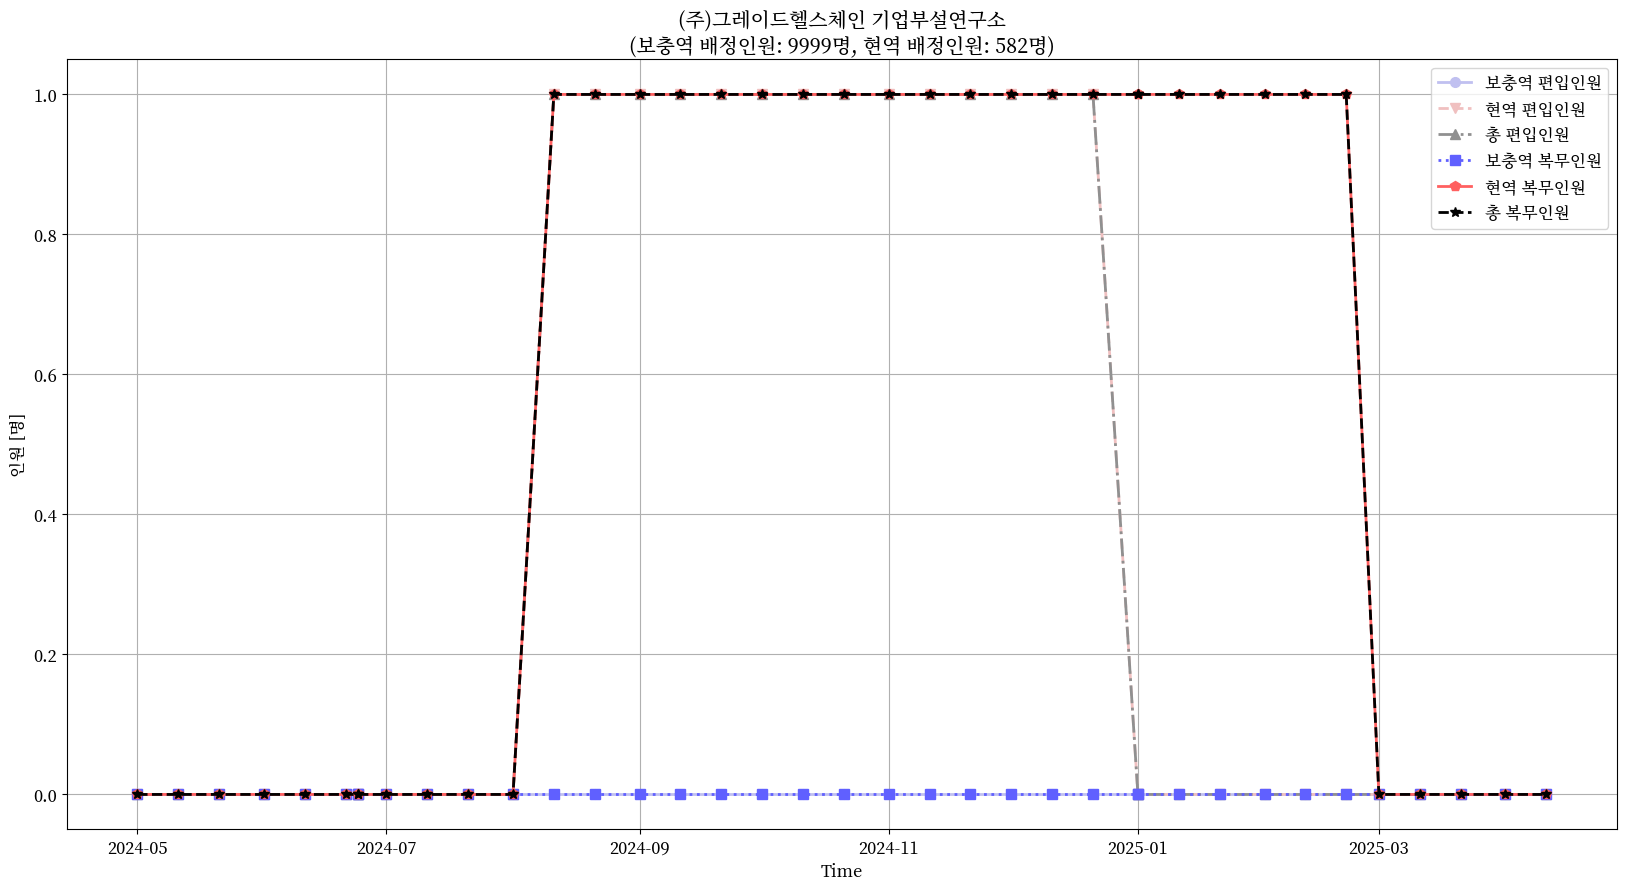 (주)그레이드헬스체인 기업부설연구소
(보충역 배정인원: 9999명, 현역 배정인원: 582명)
보충역 편입인원
현역 편입인원
총 편입인원
보충역 복무인원
현역 복무인원
총 복무인원
인원 [명]
1.0
0.8
0.6
0.4
0.2
0.0
2024-05
2024-07
2024-09
2024-11
2025-01
2025-03
Time